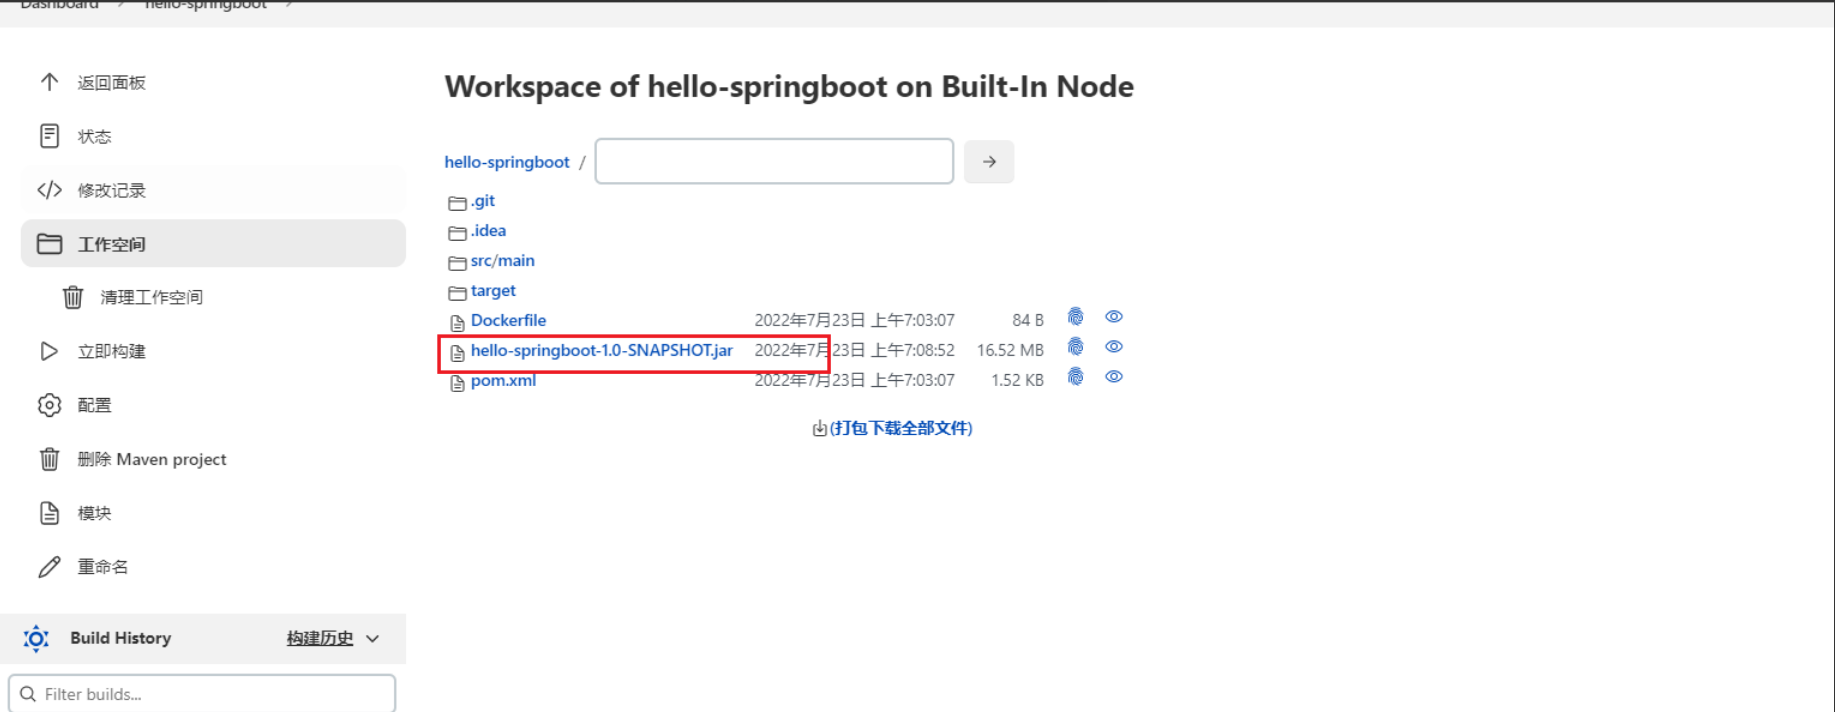 Dashboard > hello-springboot >
返回面板
状态
修改记录
工作空间
清理工作空间
立即构建
配置
删除 Maven project
模块
重命名
Build History 构建历史
Filter builds...
Workspace of hello-springboot on Built-In Node
hello-springboot /
.git
.idea
src/main
target
Dockerfile 2022年7月23日 上午7:03:07 84 B
hello-springboot-1.0-SNAPSHOT.jar 2022年7月23日 上午7:08:52 16.52 MB
pom.xml 2022年7月23日 上午7:03:07 1.52 KB
(打包下载全部文件)